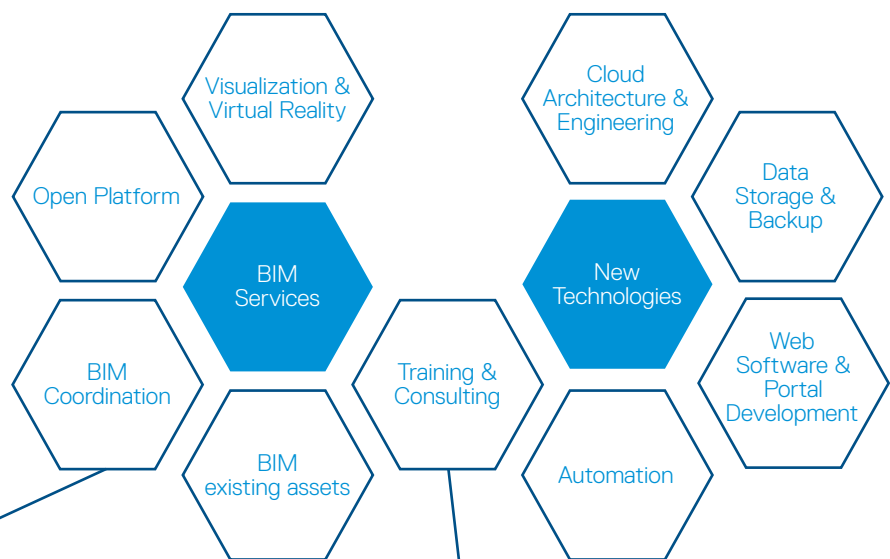 Visualization &
Virtual Reality
Open Platform
BIM
Services
BIM
Coordination
BIM
existing assets
Training &
Consulting
Cloud
Architecture &
Engineering
Data
Storage &
Backup
New
Technologies
Web
Software &
Portal
Development
Automation